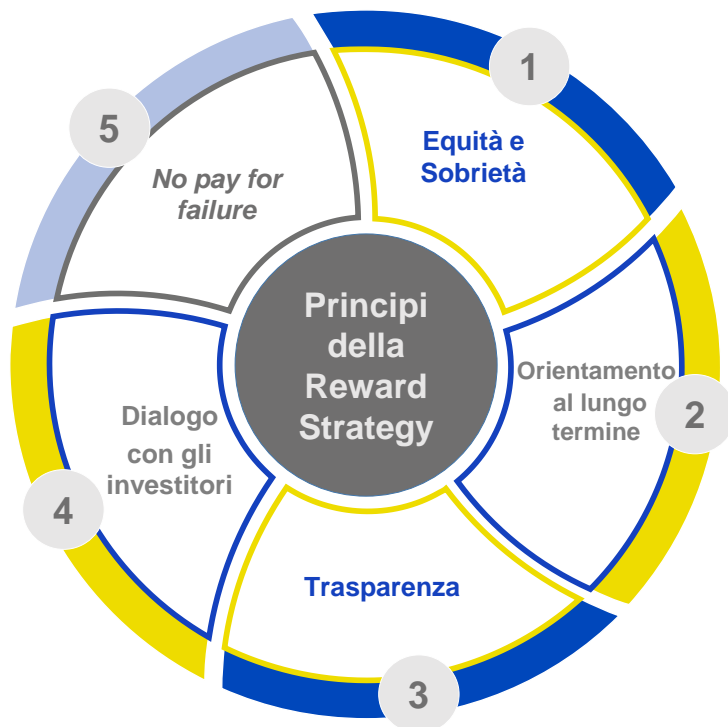 Principi
della
Reward
Strategy
1
Equità e
Sobrietà
2
Orientamento
al lungo
termine
3
Trasparenza
4
Dialogo
con gli
investitori
5
No pay for
failure